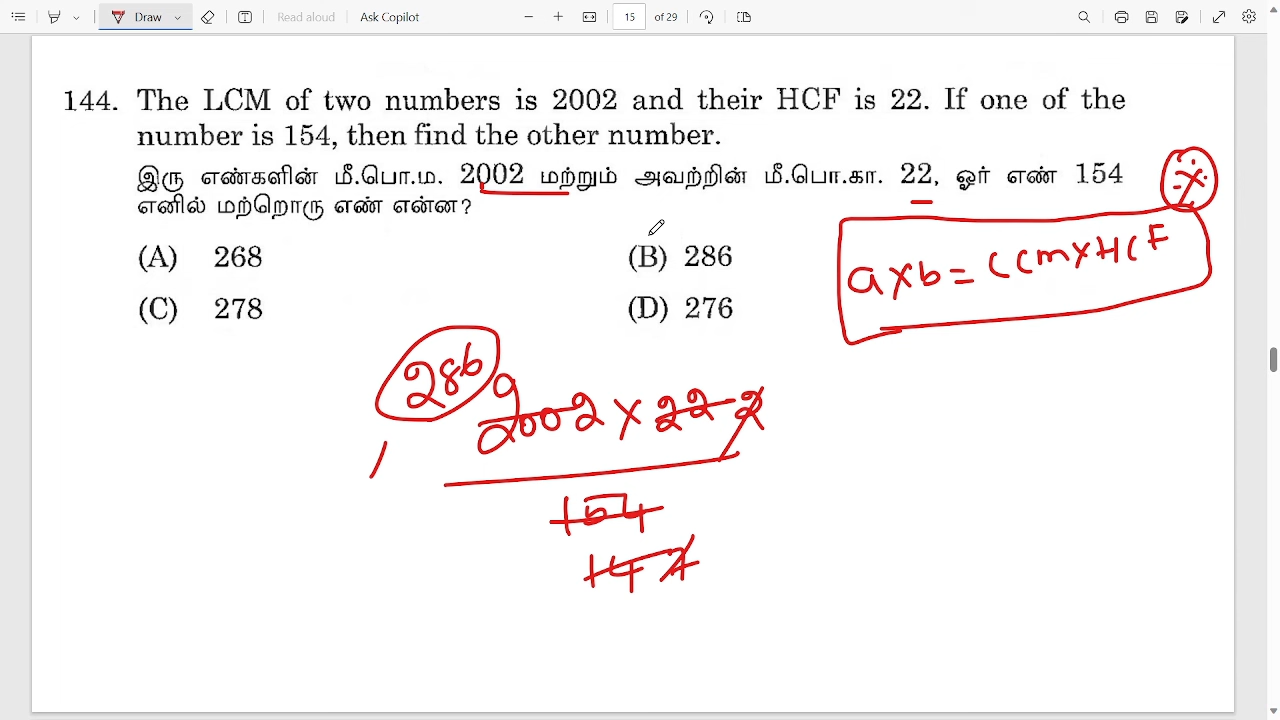 Draw
Read aloud
Ask Copilot
15 of 29
144. The LCM of two numbers is 2002 and their HCF is 22. If one of the
number is 154, then find the other number.
இரு எண்களின் மீ.பொ.ம. 2002 மற்றும் அவற்றின் மீ.பொ.கா. 22, ஓர் எண் 154
எனில் மற்றொரு எண் என்ன?
(A) 268
(B) 286
(C) 278
(D) 276
a x b = LCM x HCF
286
2002 x 22 2
154
14 7